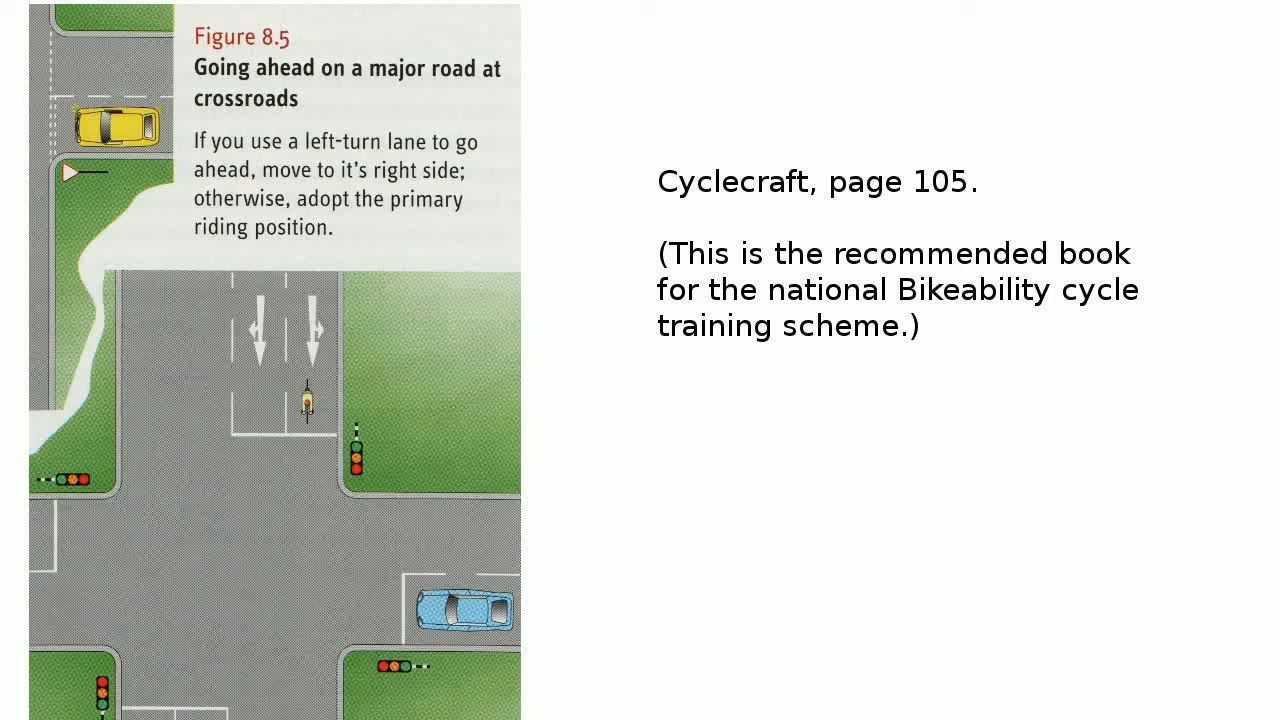 Figure 8.5
Going ahead on a major road at
crossroads
If you use a left-turn lane to go
ahead, move to it's right side;
otherwise, adopt the primary
riding position.
Cyclecraft, page 105.
(This is the recommended book
for the national Bikeability cycle
training scheme.)